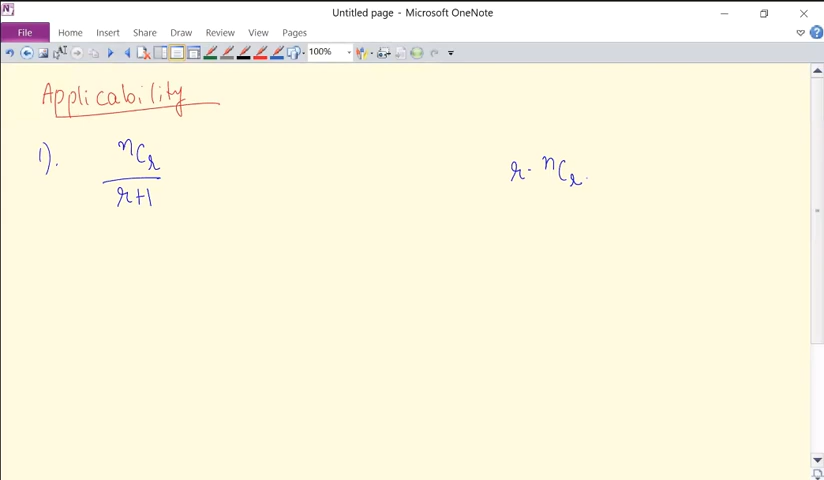 Untitled page - Microsoft OneNote
File Home Insert Share Draw Review View Pages
100%
Applicability
1). ⁿCᵣ / r+1
r. ⁿCᵣ